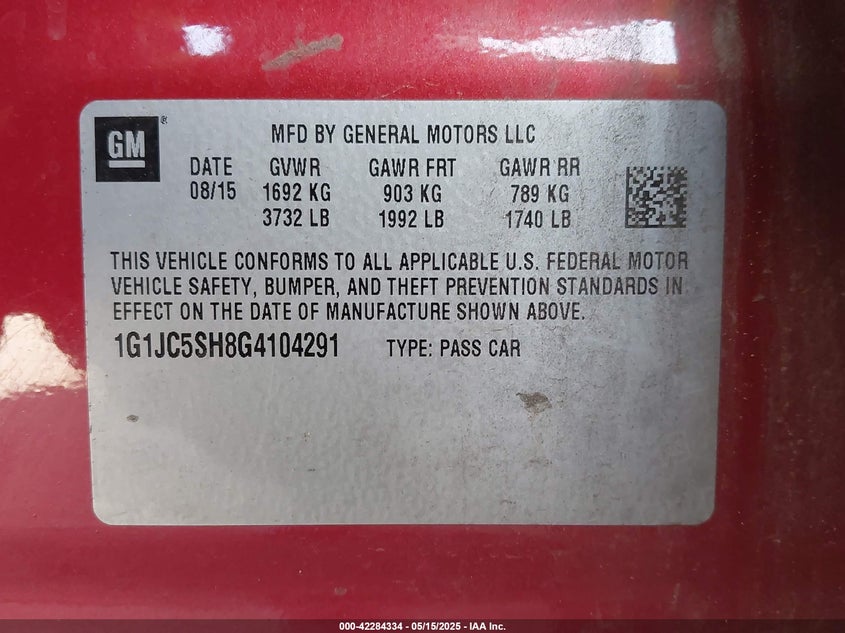 GM ®
MFD BY GENERAL MOTORS LLC
DATE GVWR GAWR FRT GAWR RR
08/15 1692 KG 903 KG 789 KG
3732 LB 1992 LB 1740 LB
THIS VEHICLE CONFORMS TO ALL APPLICABLE U.S. FEDERAL MOTOR
VEHICLE SAFETY, BUMPER, AND THEFT PREVENTION STANDARDS IN
EFFECT ON THE DATE OF MANUFACTURE SHOWN ABOVE.
1G1JC5SH8G4104291 TYPE: PASS CAR
000-42284334 - 05/15/2025 - IAA Inc.